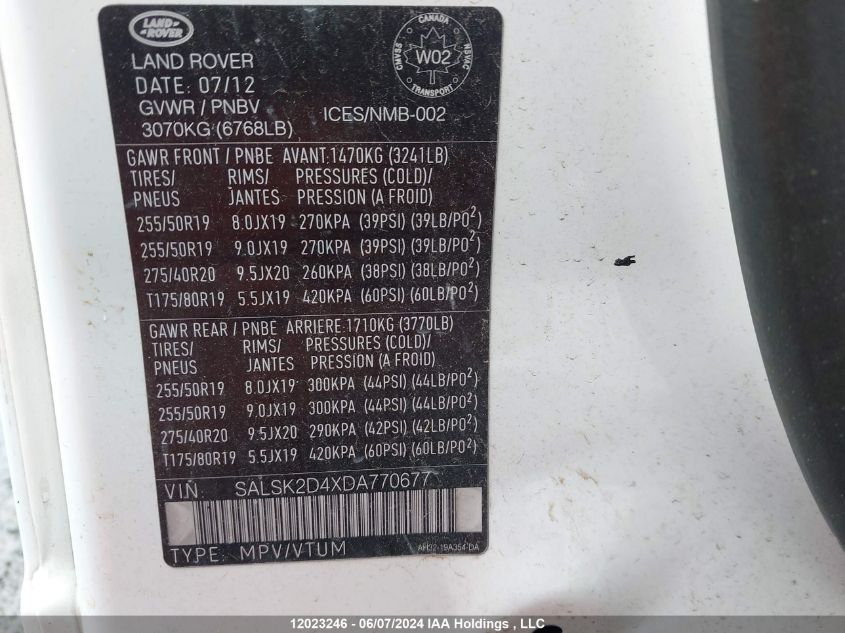 LAND ROVER
CANADA
CMVSS W02 NSVAC
TRANSPORT
LAND ROVER
DATE: 07/12
GVWR / PNBV ICES/NMB-002
3070KG (6768LB)
GAWR FRONT / PNBE AVANT:1470KG (3241LB)
TIRES/ RIMS/ PRESSURES (COLD)/
PNEUS JANTES PRESSION (A FROID)
255/50R19 8.0JX19 270KPA (39PSI) (39LB/PO²)
255/50R19 9.0JX19 270KPA (39PSI) (39LB/PO²)
275/40R20 9.5JX20 260KPA (38PSI) (38LB/PO²)
T175/80R19 5.5JX19 420KPA (60PSI) (60LB/PO²)
GAWR REAR / PNBE ARRIERE:1710KG (3770LB)
TIRES/ RIMS/ PRESSURES (COLD)/
PNEUS JANTES PRESSION (A FROID)
255/50R19 8.0JX19 300KPA (44PSI) (44LB/PO²)
255/50R19 9.0JX19 300KPA (44PSI) (44LB/PO²)
275/40R20 9.5JX20 290KPA (42PSI) (42LB/PO²)
T175/80R19 5.5JX19 420KPA (60PSI) (60LB/PO²)
VIN: SALSK2D4XDA770677
TYPE: MPV/VTUM AH32-19A354-DA
12023246 - 06/07/2024 IAA Holdings , LLC